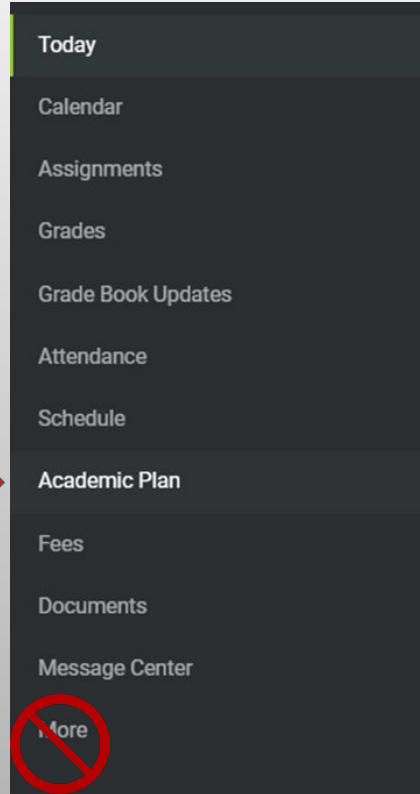 Today
Calendar
Assignments
Grades
Grade Book Updates
Attendance
Schedule
Academic Plan
Fees
Documents
Message Center
More